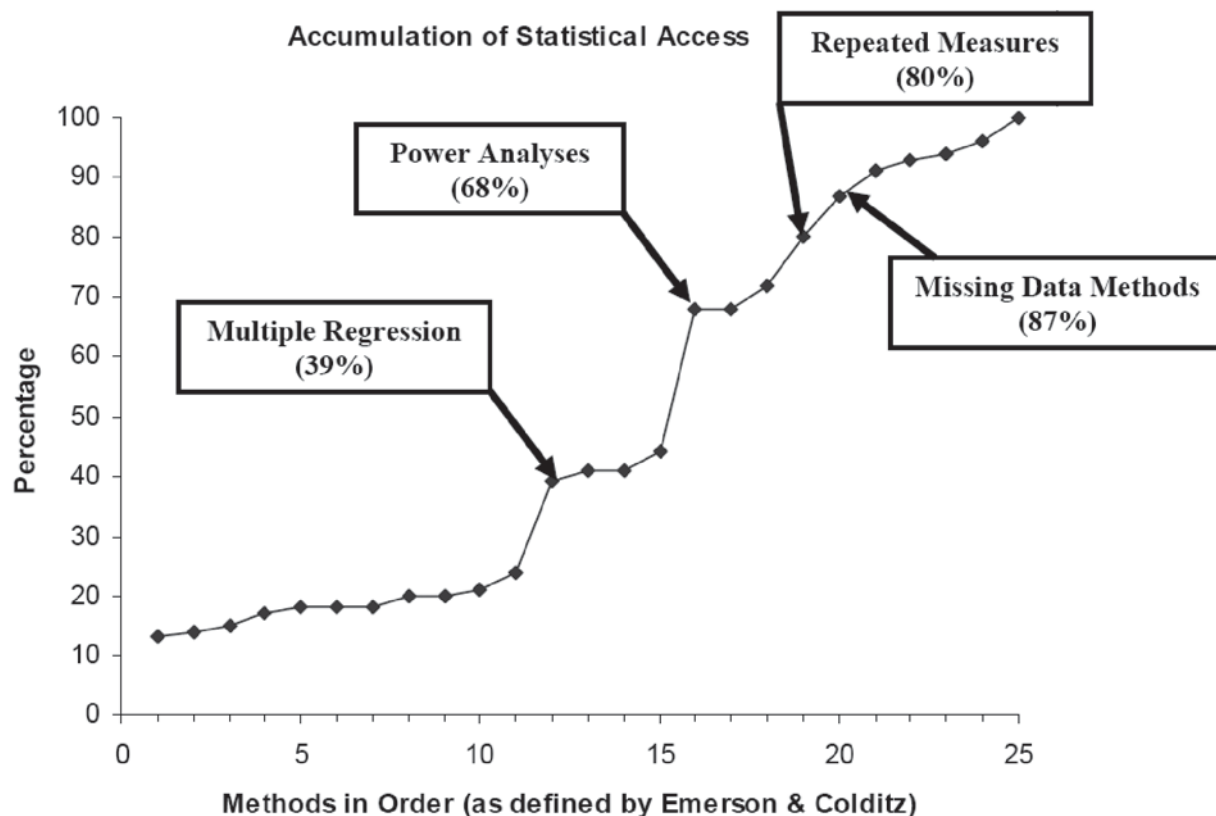 Accumulation of Statistical Access
Repeated Measures
(80%)
Power Analyses
(68%)
Missing Data Methods
(87%)
Multiple Regression
(39%)
Percentage
100
90
80
70
60
50
40
30
20
10
0
0 5 10 15 20 25
Methods in Order (as defined by Emerson & Colditz)